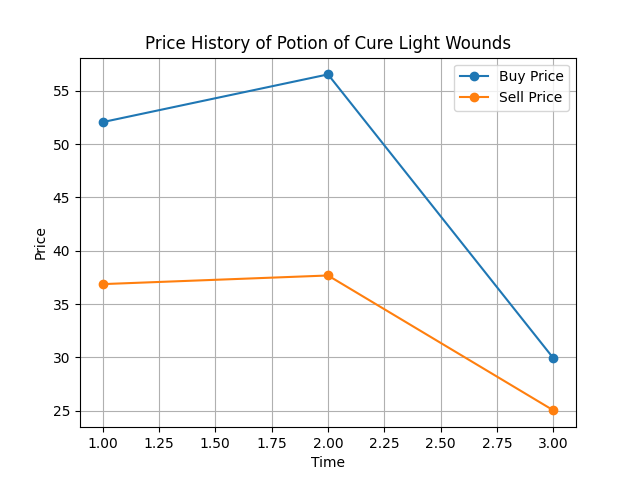 Price History of Potion of Cure Light Wounds
Buy Price
Sell Price
Price
55
50
45
40
35
30
25
1.00 1.25 1.50 1.75 2.00 2.25 2.50 2.75 3.00
Time